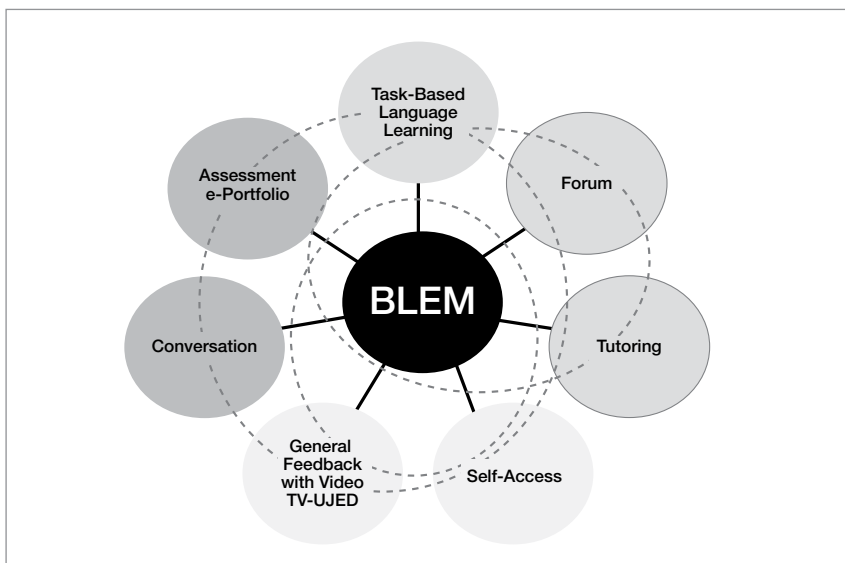 Task-Based
Language
Learning
Assessment
e-Portfolio
Forum
BLEM
Conversation
Tutoring
General
Feedback
with Video
TV-UJED
Self-Access